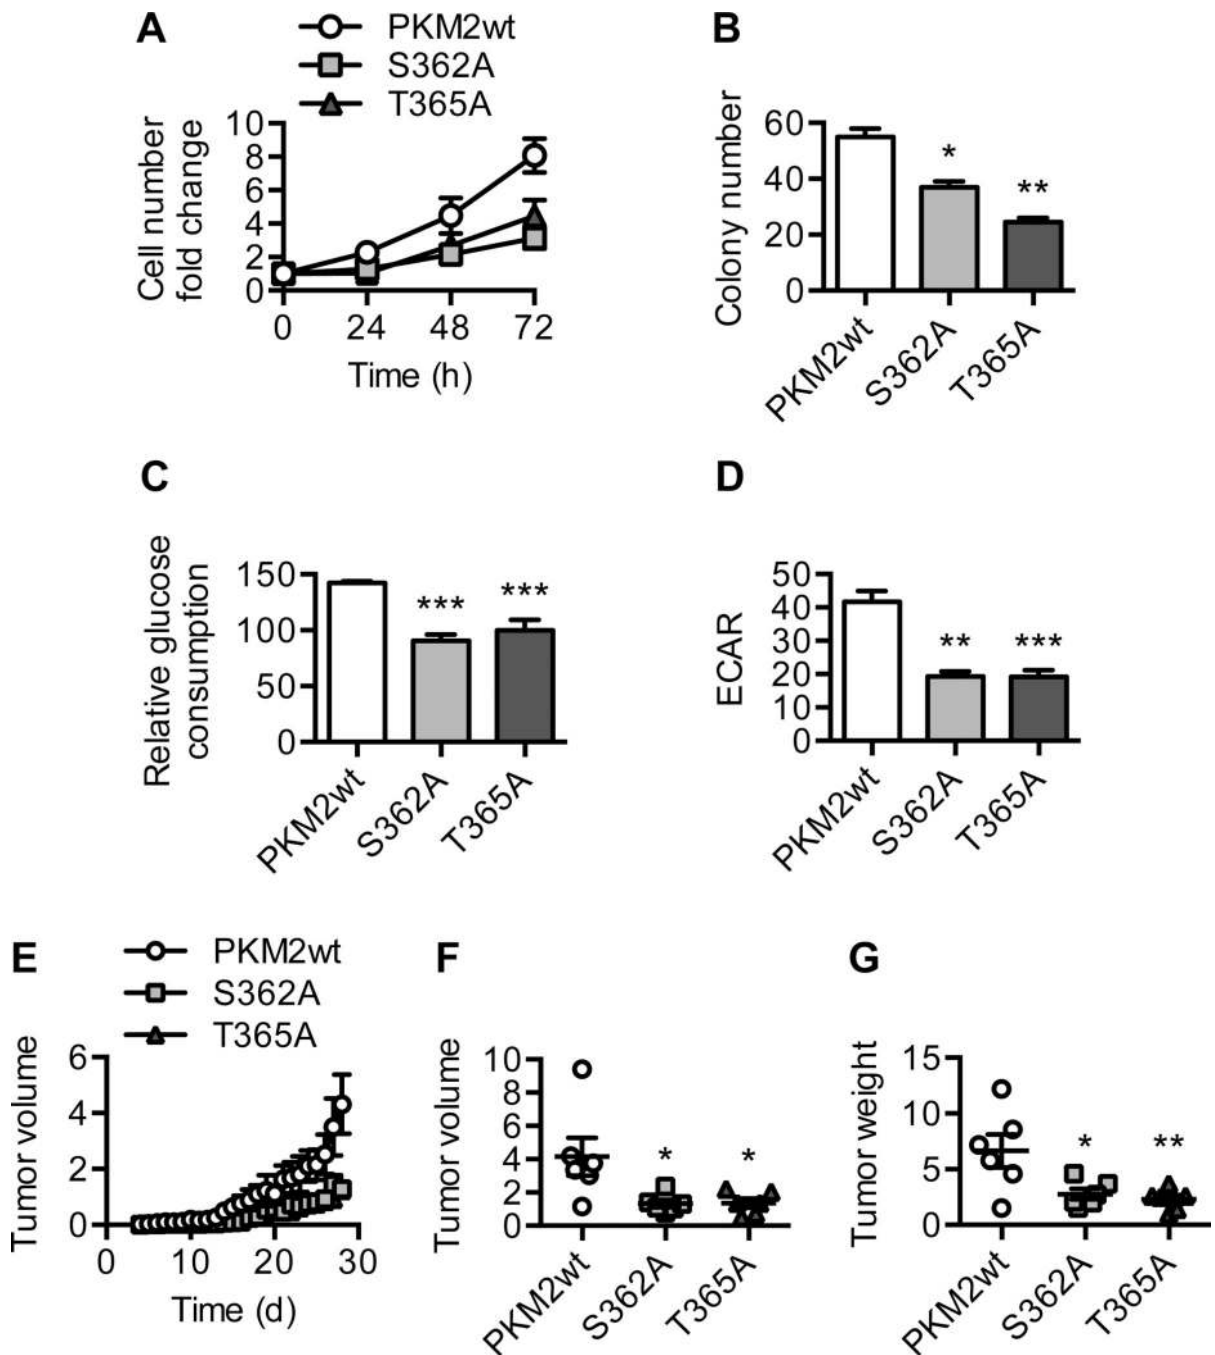 A
PKM2wt
S362A
T365A
Cell number
fold change
10
8
6
4
2
0
0 24 48 72
Time (h)
B
Colony number
60
40
20
0
*
**
PKM2wt
S362A
T365A
C
Relative glucose
consumption
150
100
50
0
***
***
PKM2wt
S362A
T365A
D
ECAR
50
40
30
20
10
0
**
***
PKM2wt
S362A
T365A
E
PKM2wt
S362A
T365A
Tumor volume
6
4
2
0
0 10 20 30
Time (d)
F
Tumor volume
10
8
6
4
2
0
*
*
PKM2wt
S362A
T365A
G
Tumor weight
15
10
5
0
*
**
PKM2wt
S362A
T365A